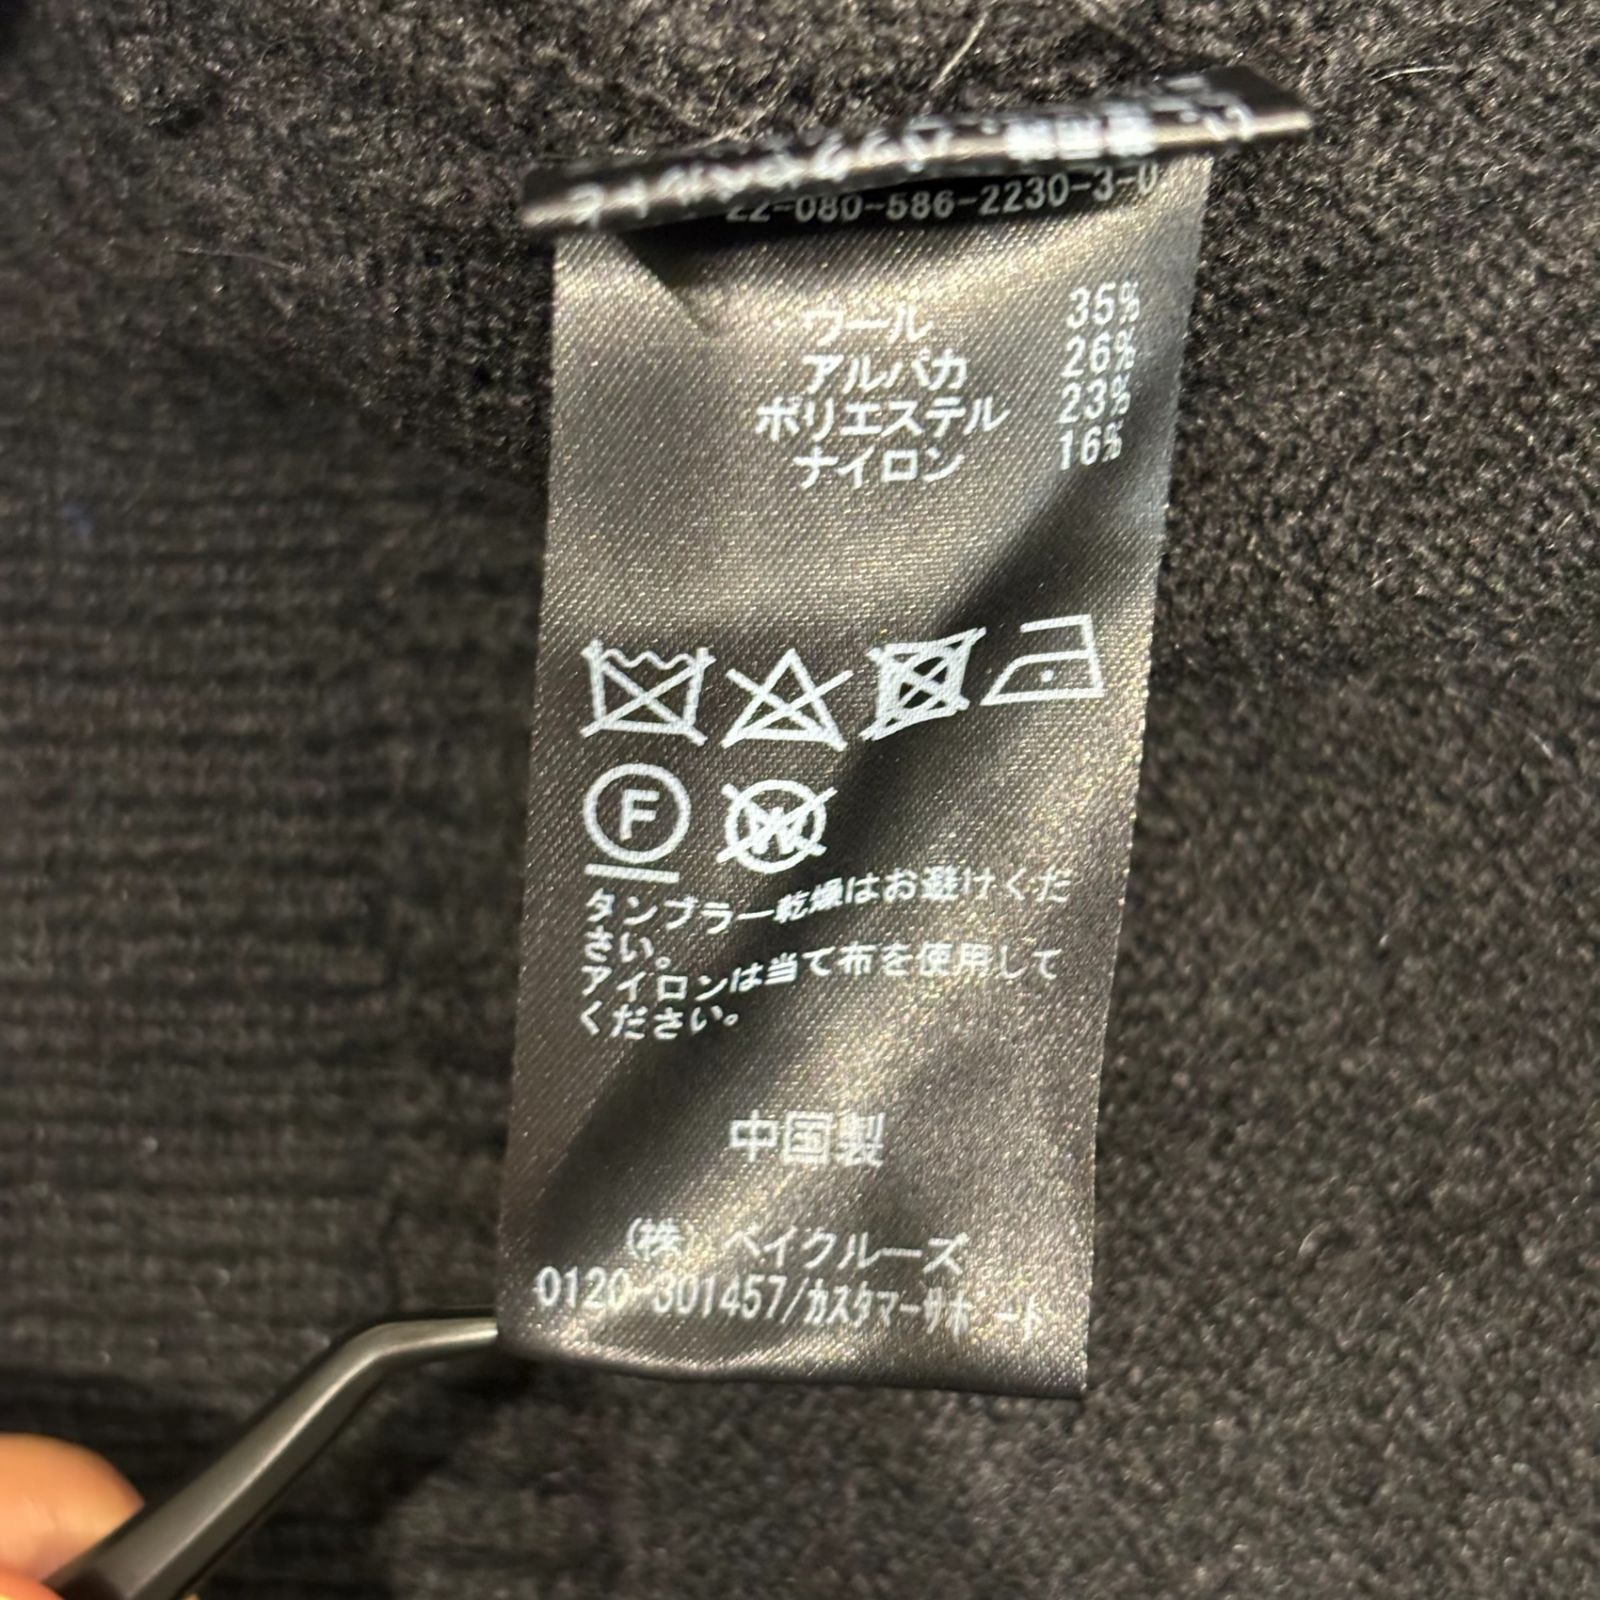 22-080-586-2230-3-0
ウール 35%
アルパカ 26%
ポリエステル 23%
ナイロン 16%
F
W
タンブラー乾燥はお避けくだ
さい。
アイロンは当て布を使用して
ください。
中国製
(株) ベイクルーズ
0120-301457/カスタマーサポート